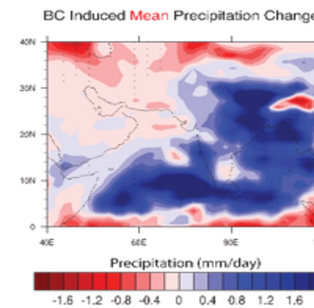 BC Induced Mean Precipitation Change
40N
30N
20N
10N
0
40E 60E 80E
Precipitation (mm/day)
-1.6 -1.2 -0.8 -0.4 0 0.4 0.8 1.2 1.6